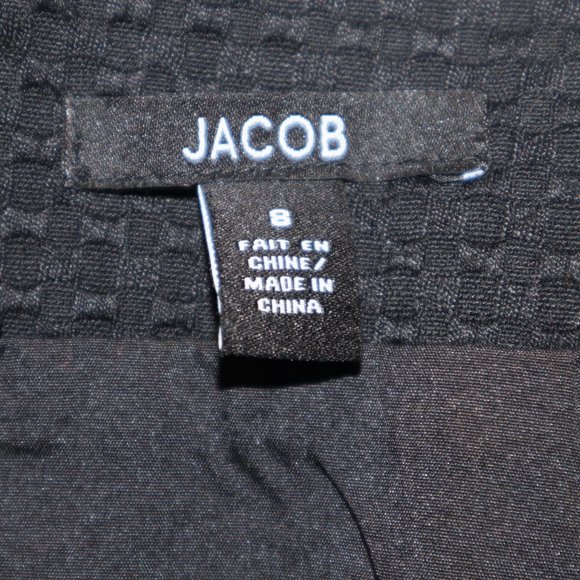 JACOB
8
FAIT EN
CHINE/
MADE IN
CHINA